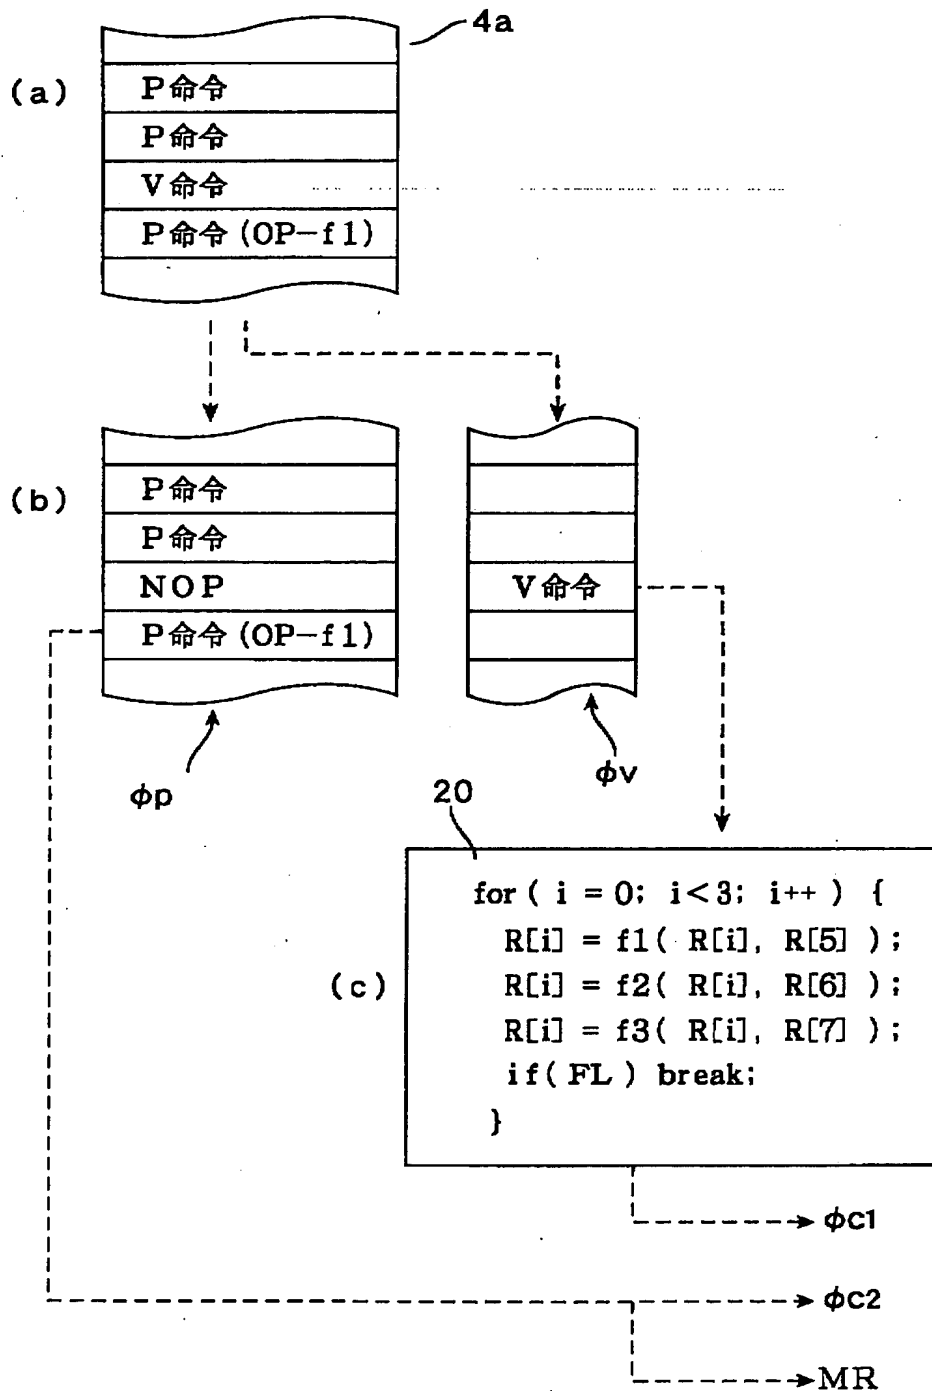 4a
(a)
P命令
P命令
V命令
P命令(OP-f1)
(b)
P命令
P命令
NOP
V命令
P命令(OP-f1)
φp
φv
20
(c)
for ( i = 0; i<3; i++ ) {
R[i] = f1( R[i], R[5] );
R[i] = f2( R[i], R[6] );
R[i] = f3( R[i], R[7] );
if( FL ) break;
}
φc1
φc2
MR